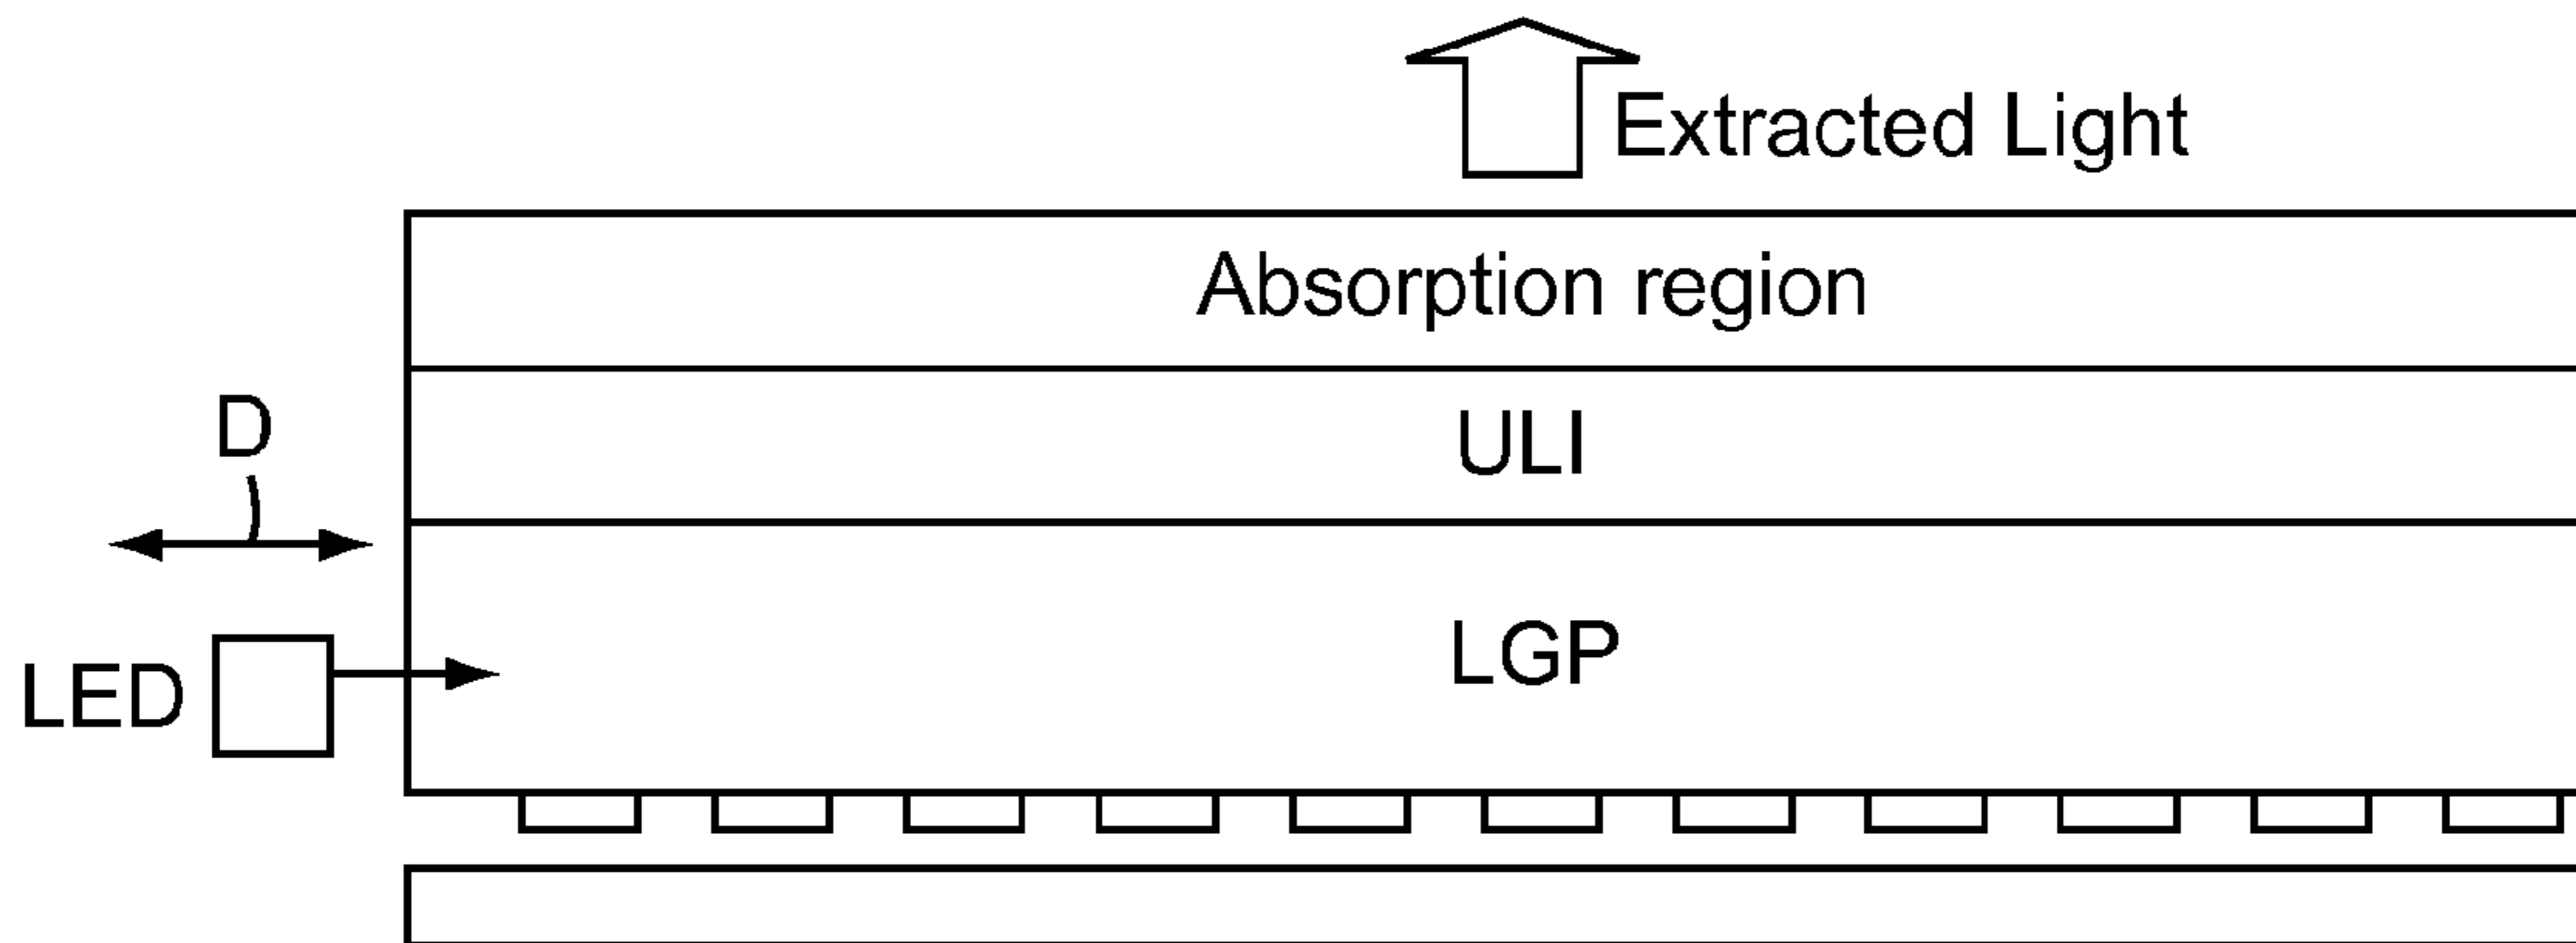 Extracted Light
Absorption region
D
ULI
LGP
LED